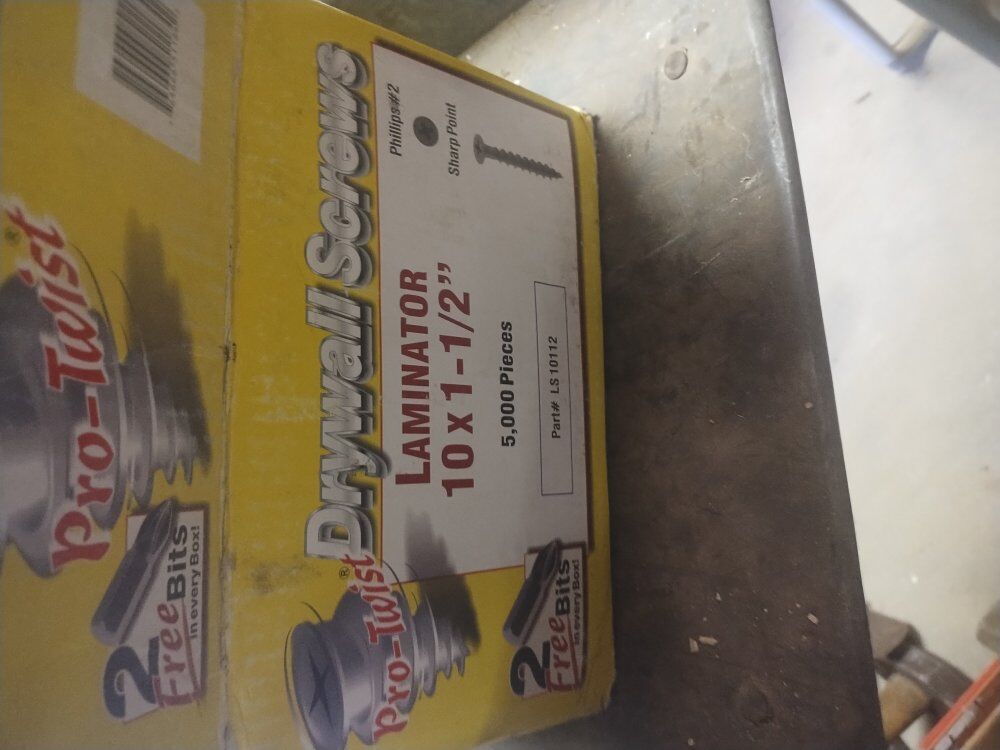 Pro-Twist®
2 Free Bits
In every Box!
Pro-Twist®
Drywall Screws
LAMINATOR
10 x 1-1/2”
5,000 Pieces
Part# LS10112
Phillips #2
Sharp Point
2 Free Bits
In every Box!